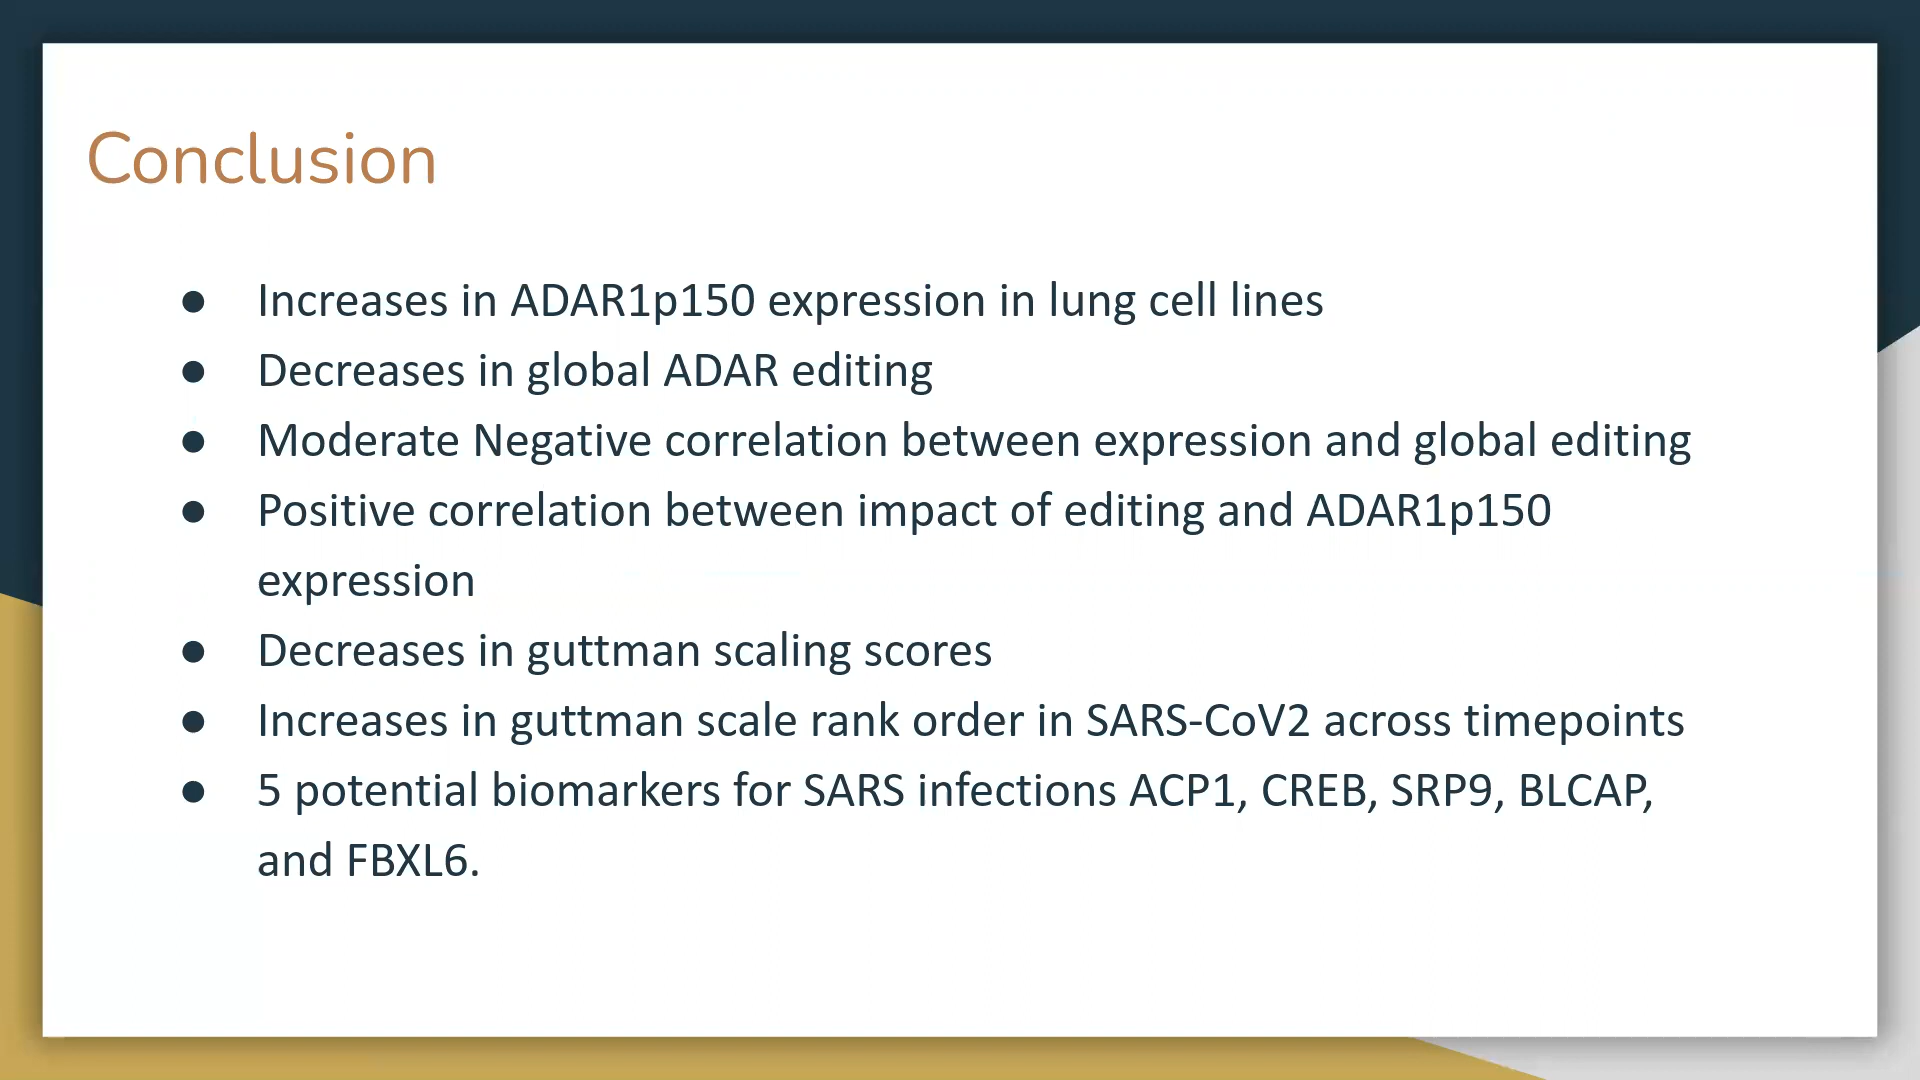 Conclusion
● Increases in ADAR1p150 expression in lung cell lines
● Decreases in global ADAR editing
● Moderate Negative correlation between expression and global editing
● Positive correlation between impact of editing and ADAR1p150
expression
● Decreases in guttman scaling scores
● Increases in guttman scale rank order in SARS-CoV2 across timepoints
● 5 potential biomarkers for SARS infections ACP1, CREB, SRP9, BLCAP,
and FBXL6.